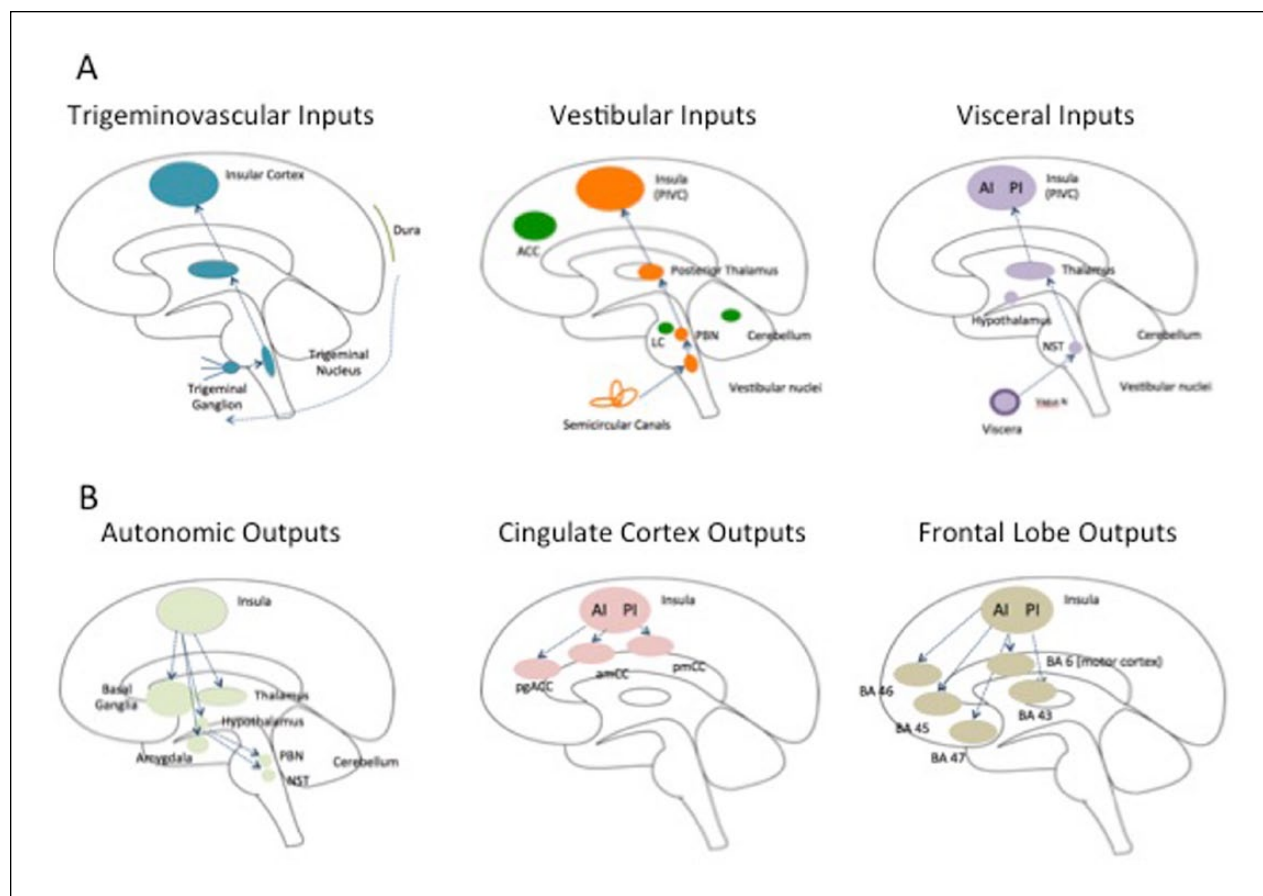 A
Trigeminovascular Inputs
Vestibular Inputs
Visceral Inputs
Insular Cortex
Dura
Trigeminal
Nucleus
Trigeminal
Ganglion
Insula
(PIVC)
ACC
Posterior Thalamus
LC
PBN
Cerebellum
Vestibular nuclei
Semicircular Canals
AI PI
Insula
(PIVC)
Thalamus
Hypothalamus
Cerebellum
NST
Vestibular nuclei
Vagus N
Viscera
B
Autonomic Outputs
Cingulate Cortex Outputs
Frontal Lobe Outputs
Insula
Basal
Ganglia
Thalamus
Hypothalamus
Amygdala
PBN
Cerebellum
NST
AI PI
Insula
pgACC
amCC
pmCC
AI PI
Insula
BA 6 (motor cortex)
BA 46
BA 43
BA 45
BA 47